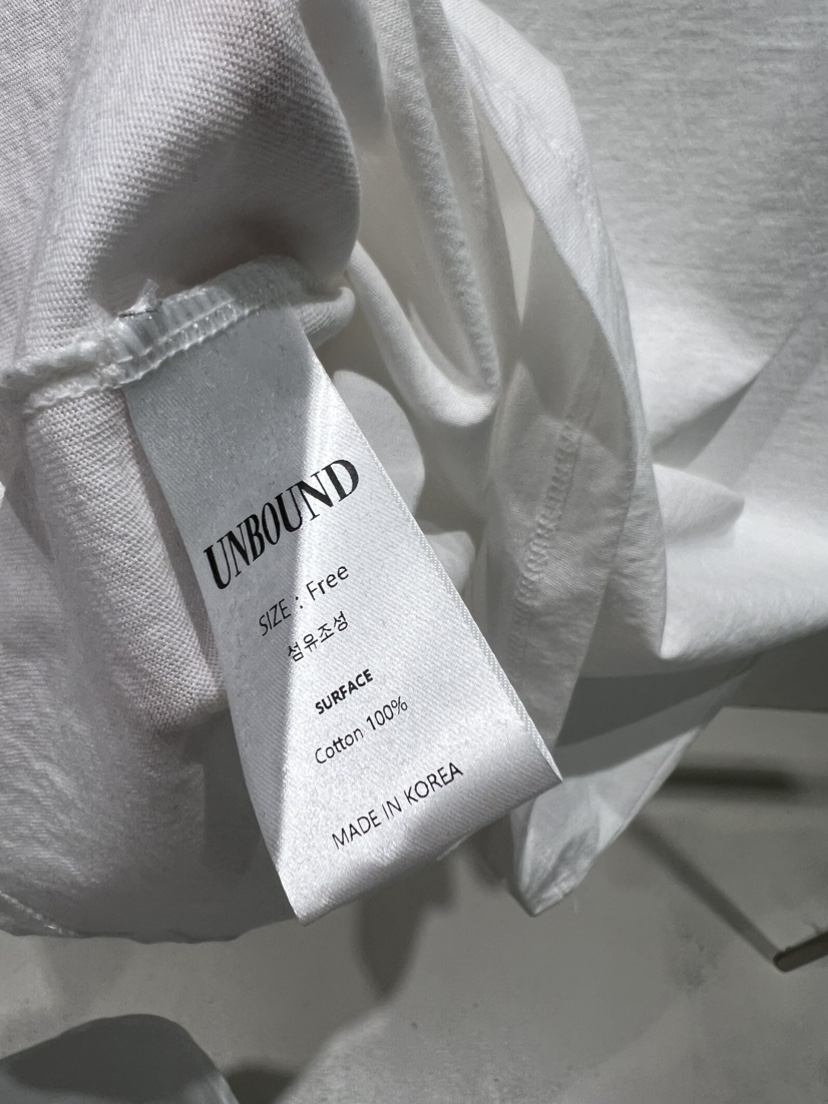 UNBOUND
SIZE : Free
섬유조성
SURFACE
Cotton 100%
MADE IN KOREA